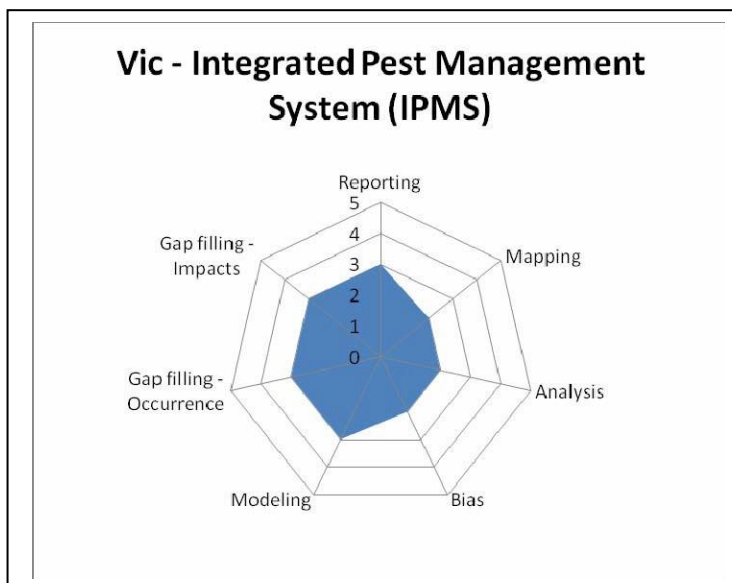 Vic - Integrated Pest Management
System (IPMS)
Reporting
5
4
3
2
1
0
Mapping
Analysis
Bias
Modeling
Gap filling -
Occurrence
Gap filling -
Impacts